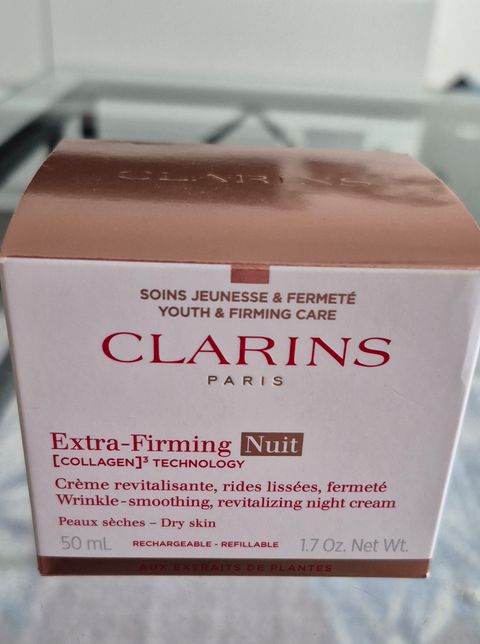 CLARINS
SOINS JEUNESSE & FERMETÉ
YOUTH & FIRMING CARE
CLARINS
PARIS
Extra-Firming Nuit
[COLLAGEN]³ TECHNOLOGY
Crème revitalisante, rides lissées, fermeté
Wrinkle-smoothing, revitalizing night cream
Peaux sèches – Dry skin
50 mL RECHARGEABLE - REFILLABLE 1.7 Oz. Net Wt.
AUX EXTRAITS DE PLANTES